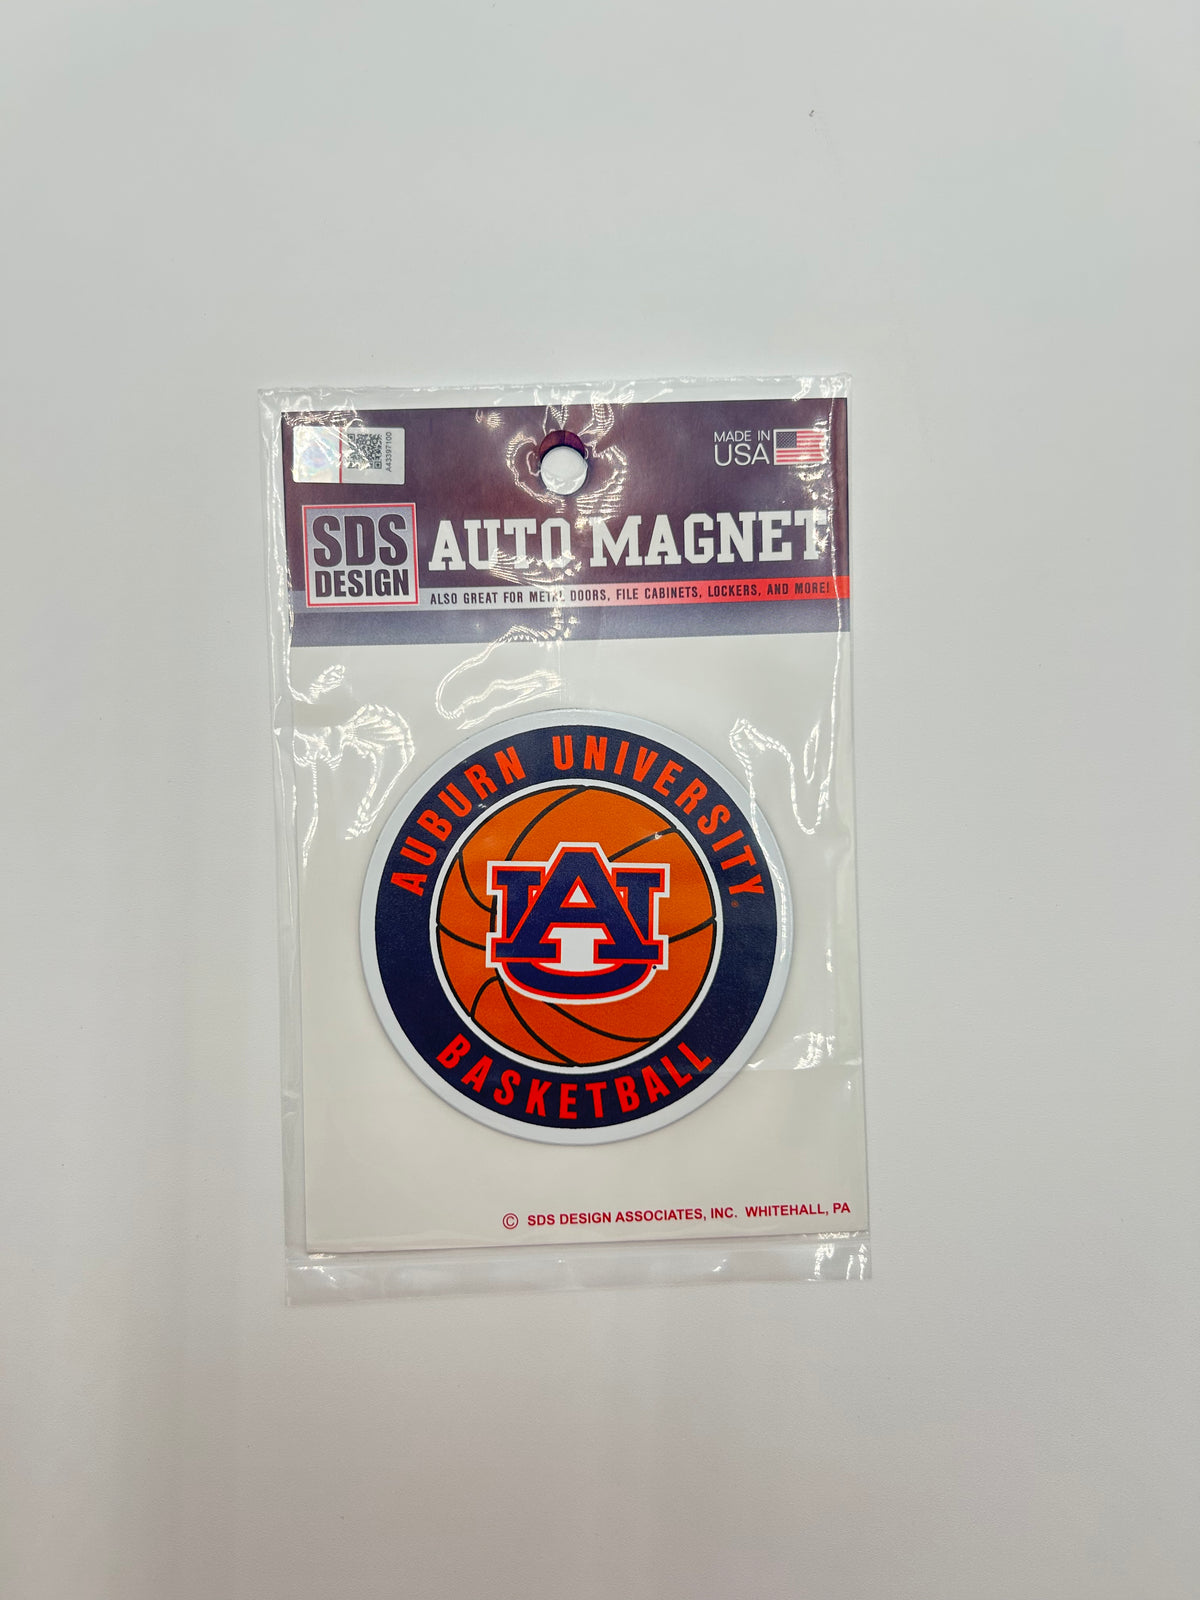 A43397100
MADE IN
USA
SDS
DESIGN
AUTO MAGNET
ALSO GREAT FOR METAL DOORS, FILE CABINETS, LOCKERS, AND MORE!
AUBURN UNIVERSITY
®
AU
BASKETBALL
© SDS DESIGN ASSOCIATES, INC. WHITEHALL, PA